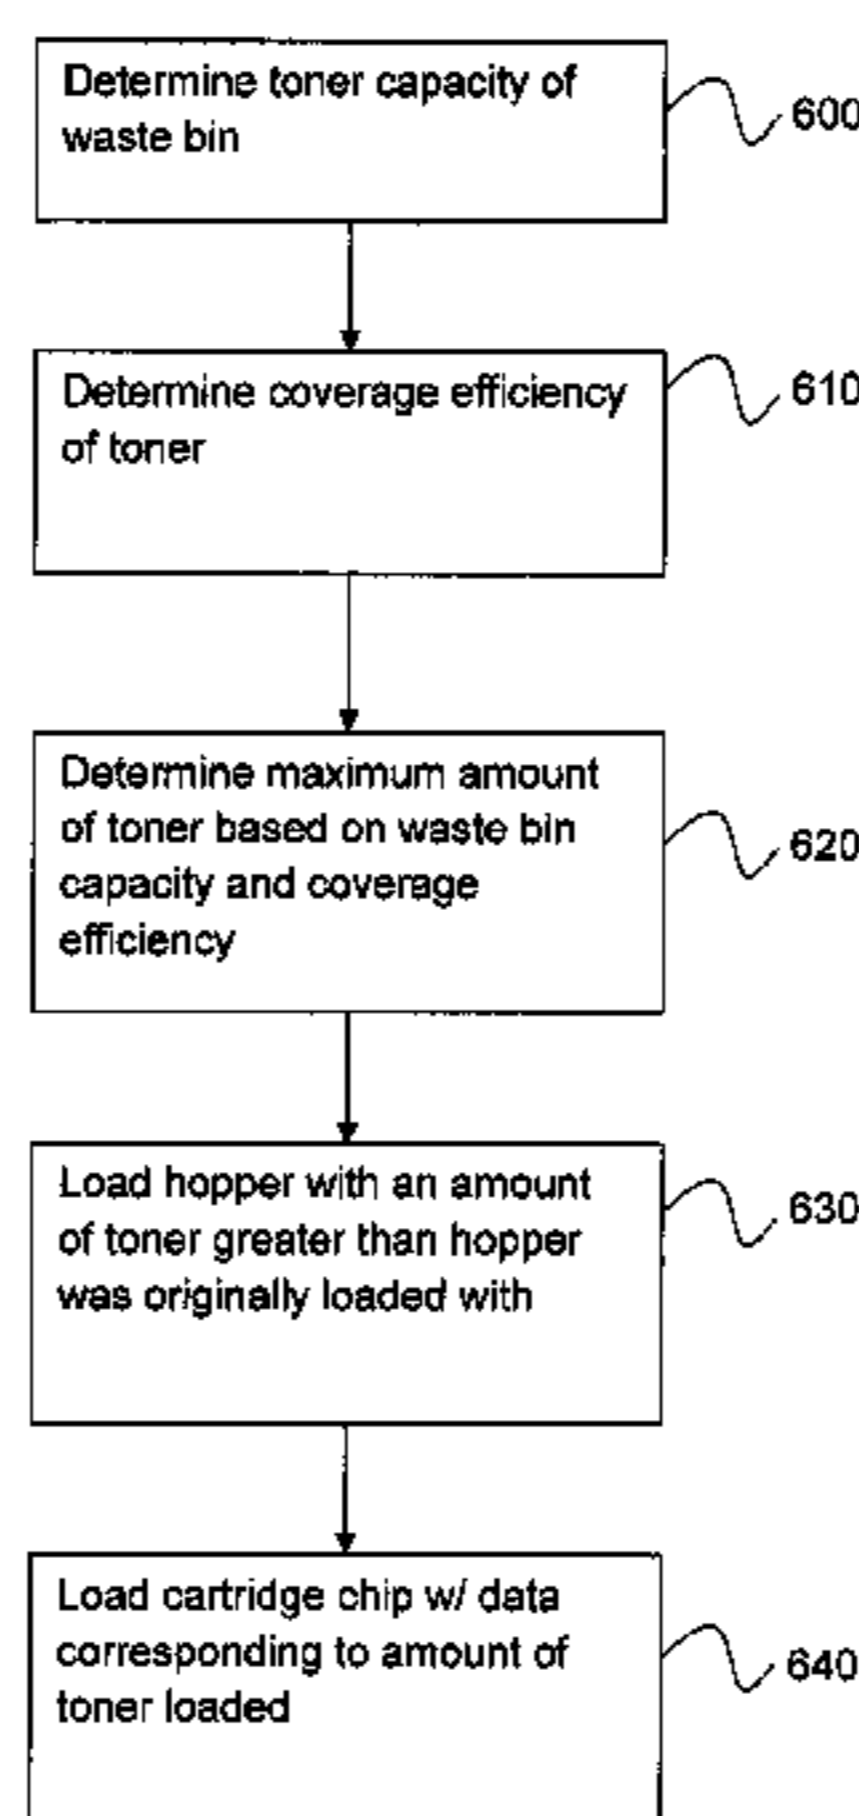 Determine toner capacity of
waste bin
600
Determine coverage efficiency
of toner
610
Determine maximum amount
of toner based on waste bin
capacity and coverage
efficiency
620
Load hopper with an amount
of toner greater than hopper
was originally loaded with
630
Load cartridge chip w/ data
corresponding to amount of
toner loaded
640